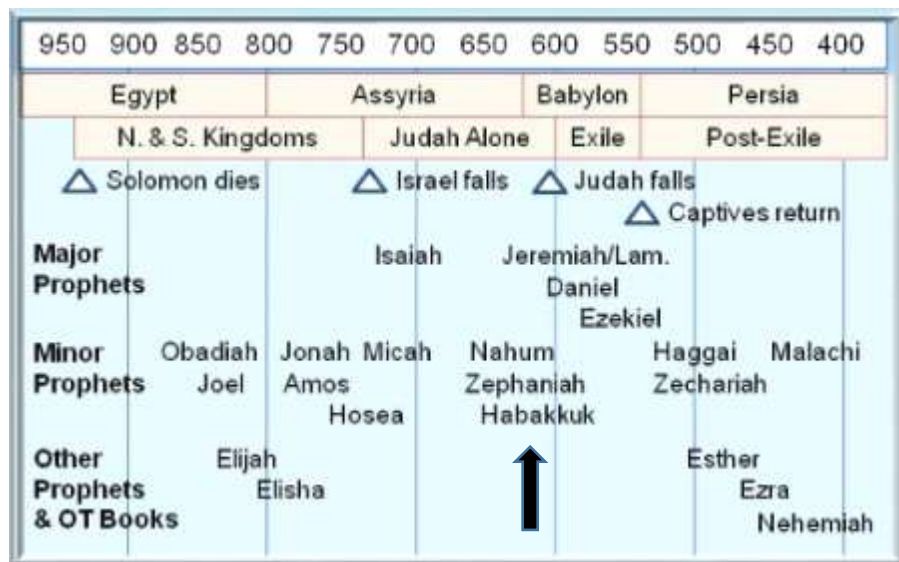 950 900 850 800 750 700 650 600 550 500 450 400
Egypt Assyria Babylon Persia
N. & S. Kingdoms Judah Alone Exile Post-Exile
Solomon dies Israel falls Judah falls
Captives return
Major Isaiah Jeremiah/Lam.
Prophets Daniel
Ezekiel
Minor Obadiah Jonah Micah Nahum Haggai Malachi
Prophets Joel Amos Zephaniah Zechariah
Hosea Habakkuk
Other Elijah Esther
Prophets Elisha Ezra
& OT Books Nehemiah